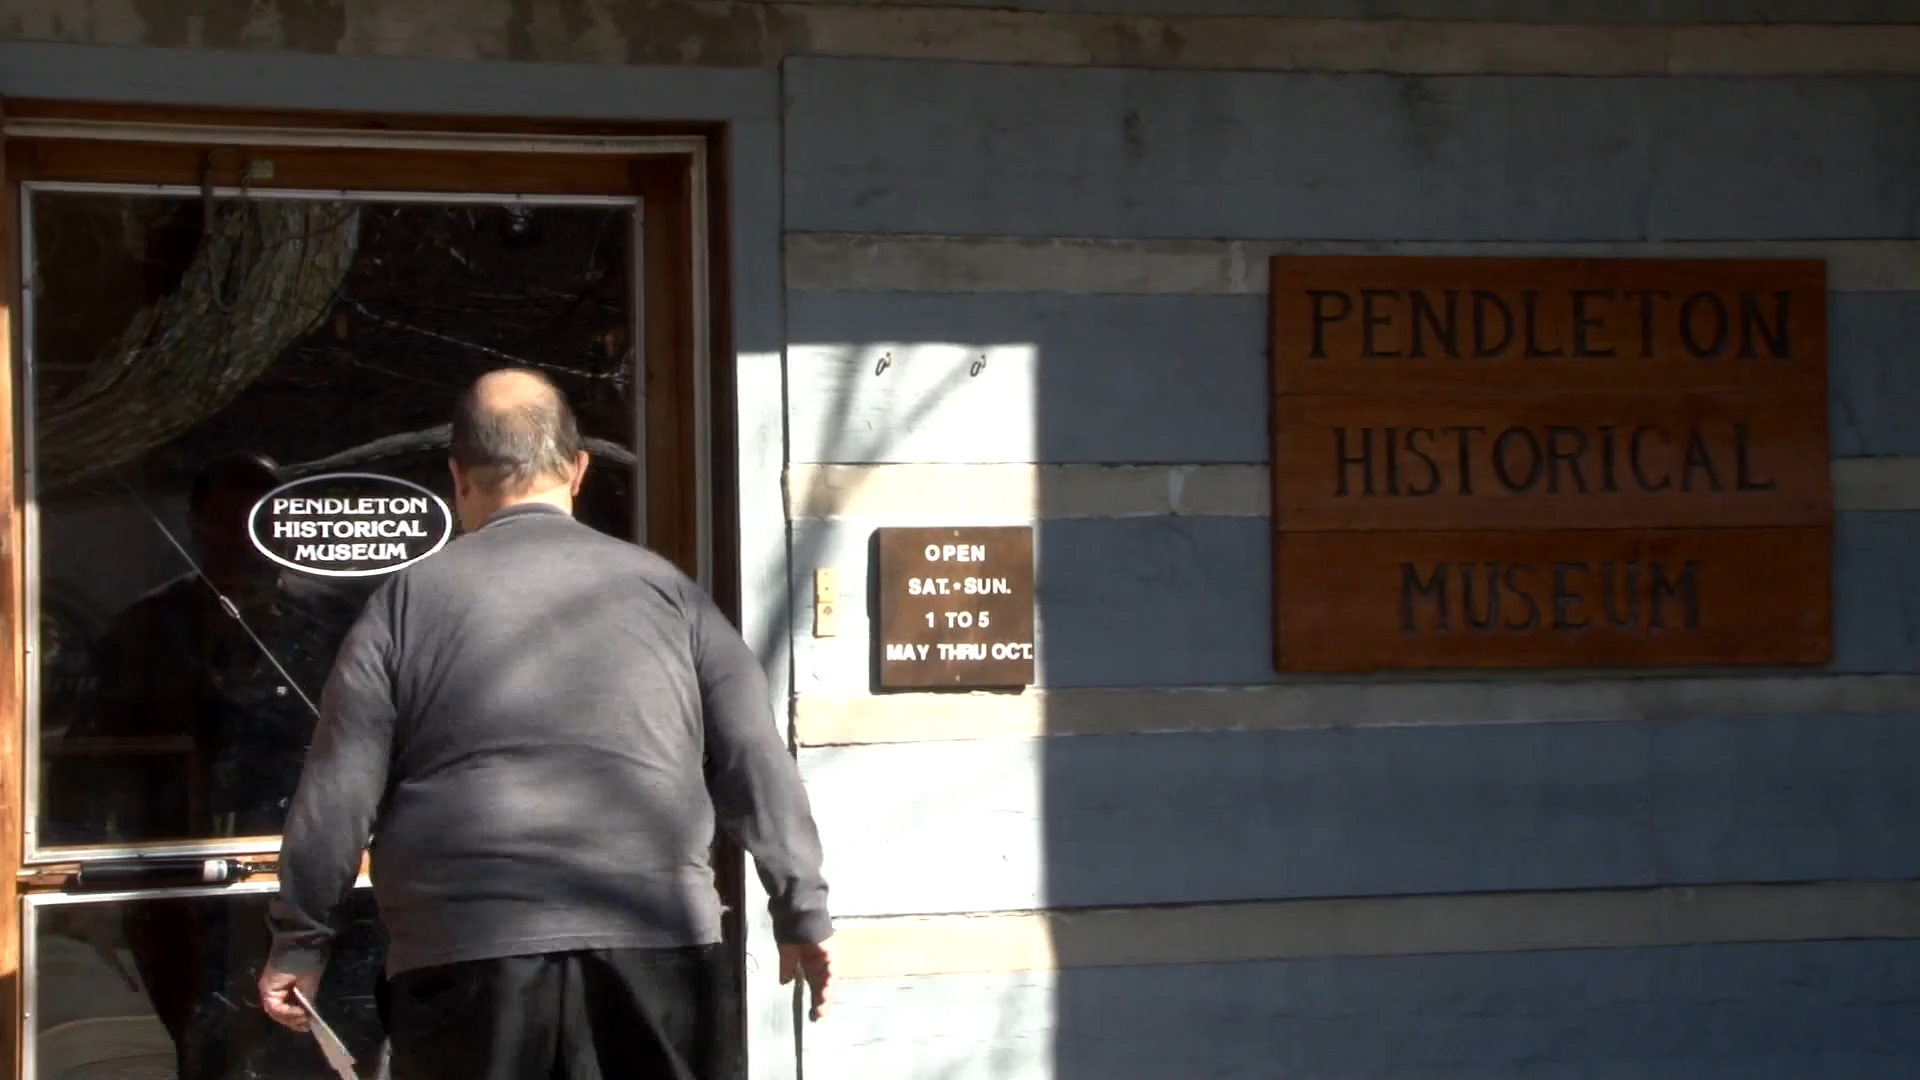 PENDLETON
HISTORICAL
MUSEUM
OPEN
SAT.•SUN.
1 TO 5
MAY THRU OCT.
PENDLETON
HISTORICAL
MUSEUM